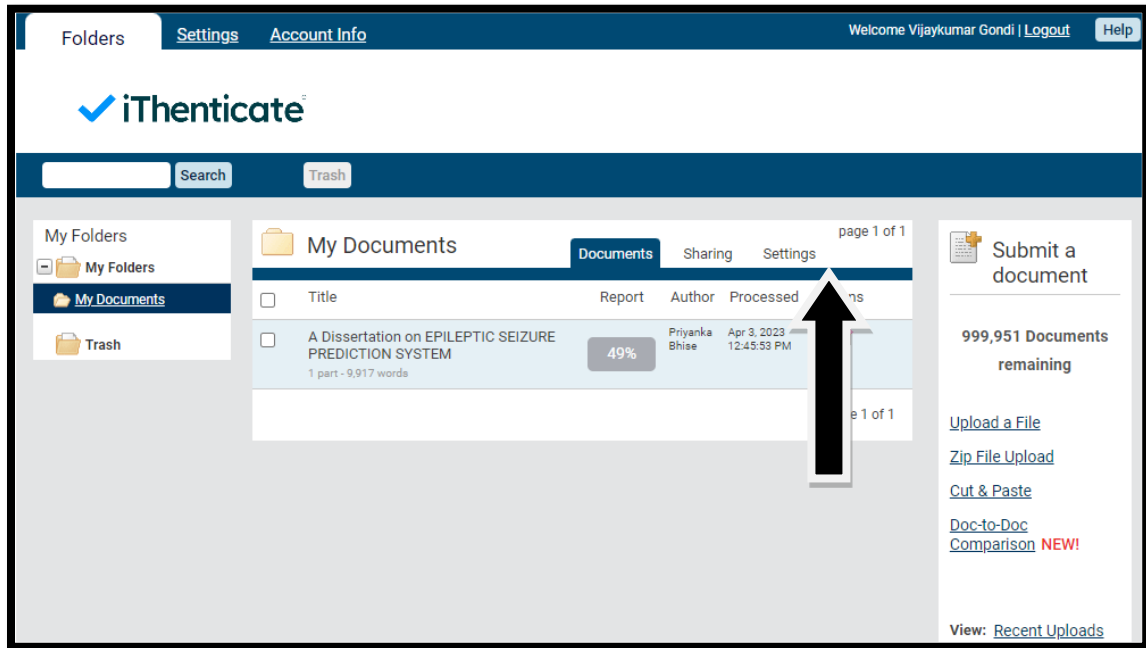 Folders Settings Account Info Welcome Vijaykumar Gondi | Logout Help
iThenticate
Search Trash
My Folders
My Folders
My Documents
Trash
My Documents
Documents Sharing Settings page 1 of 1
Title Report Author Processed
A Dissertation on EPILEPTIC SEIZURE
PREDICTION SYSTEM
1 part - 9,917 words
49%
Priyanka
Bhise
Apr 3, 2023
12:45:53 PM
1 of 1
Submit a
document
999,951 Documents
remaining
Upload a File
Zip File Upload
Cut & Paste
Doc-to-Doc
Comparison NEW!
View: Recent Uploads